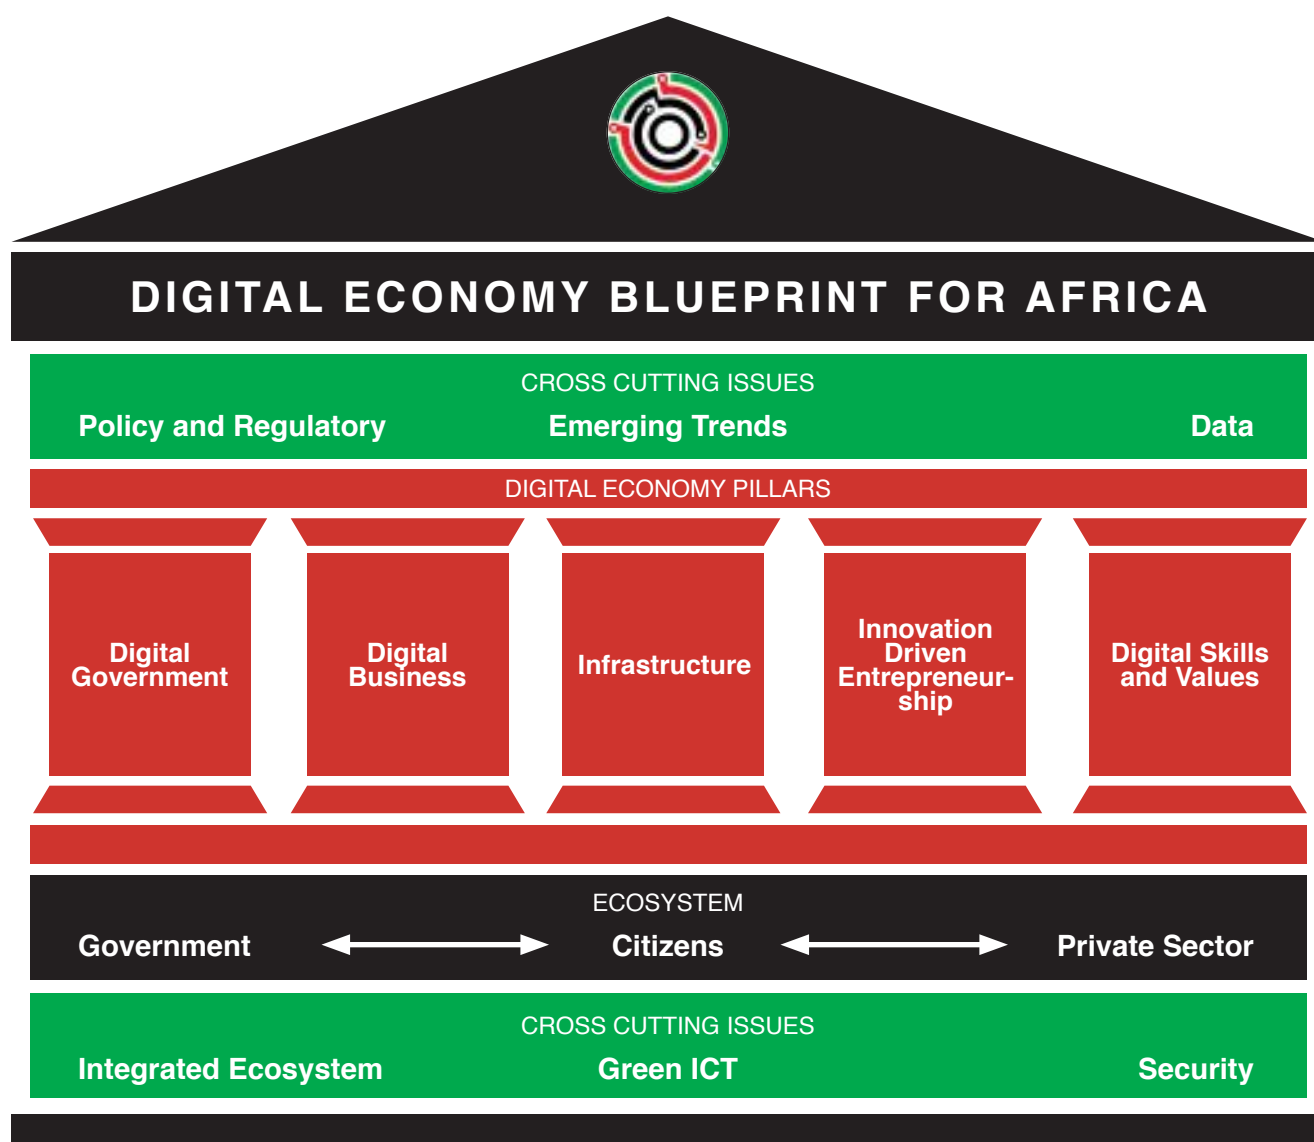 DIGITAL ECONOMY BLUEPRINT FOR AFRICA
CROSS CUTTING ISSUES
Policy and Regulatory Emerging Trends Data
DIGITAL ECONOMY PILLARS
Digital
Government
Digital
Business
Infrastructure
Innovation
Driven
Entrepreneur-
ship
Digital Skills
and Values
ECOSYSTEM
Government Citizens Private Sector
CROSS CUTTING ISSUES
Integrated Ecosystem Green ICT Security